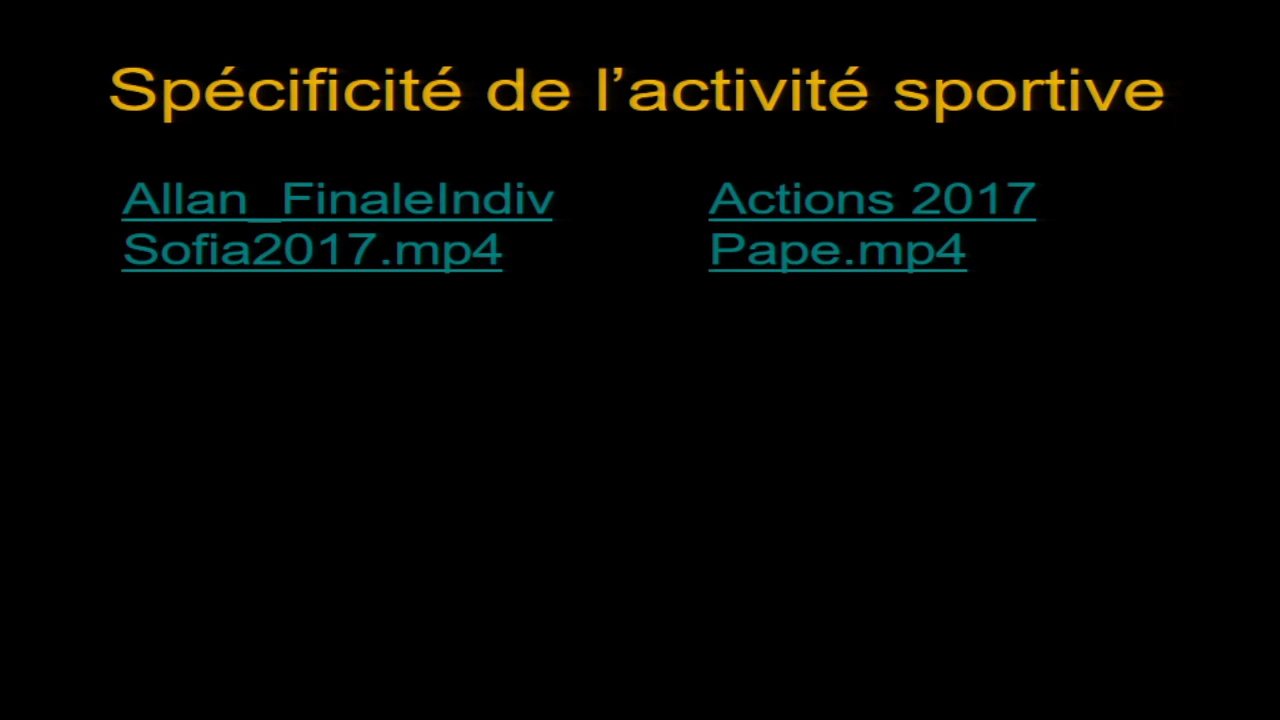 Spécificité de l’activité sportive
Allan_FinaleIndiv
Sofia2017.mp4
Actions 2017
Pape.mp4